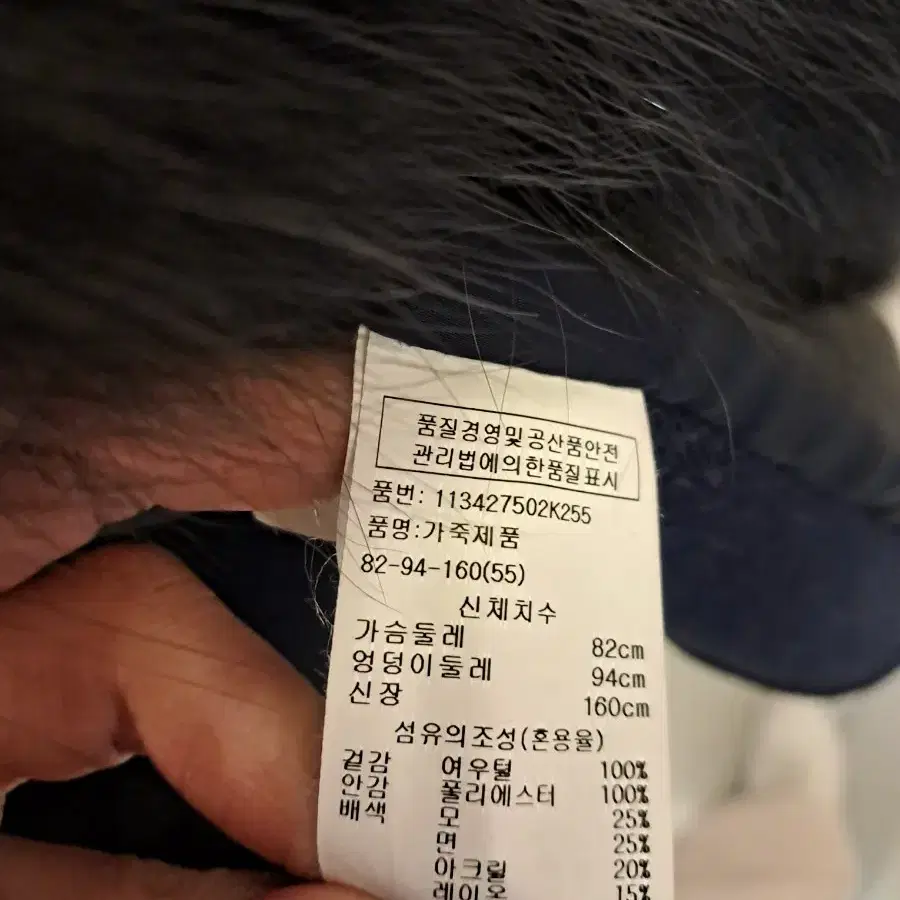 품질경영및공산품안전
관리법에의한품질표시
품번: 113427502K255
품명:가죽제품
82-94-160(55)
신체치수
가슴둘레 82cm
엉덩이둘레 94cm
신장 160cm
섬유의조성(혼용율)
겉감 여우털 100%
안감 폴리에스터 100%
배색 모 25%
면 25%
아크릴 20%
레이온 15%